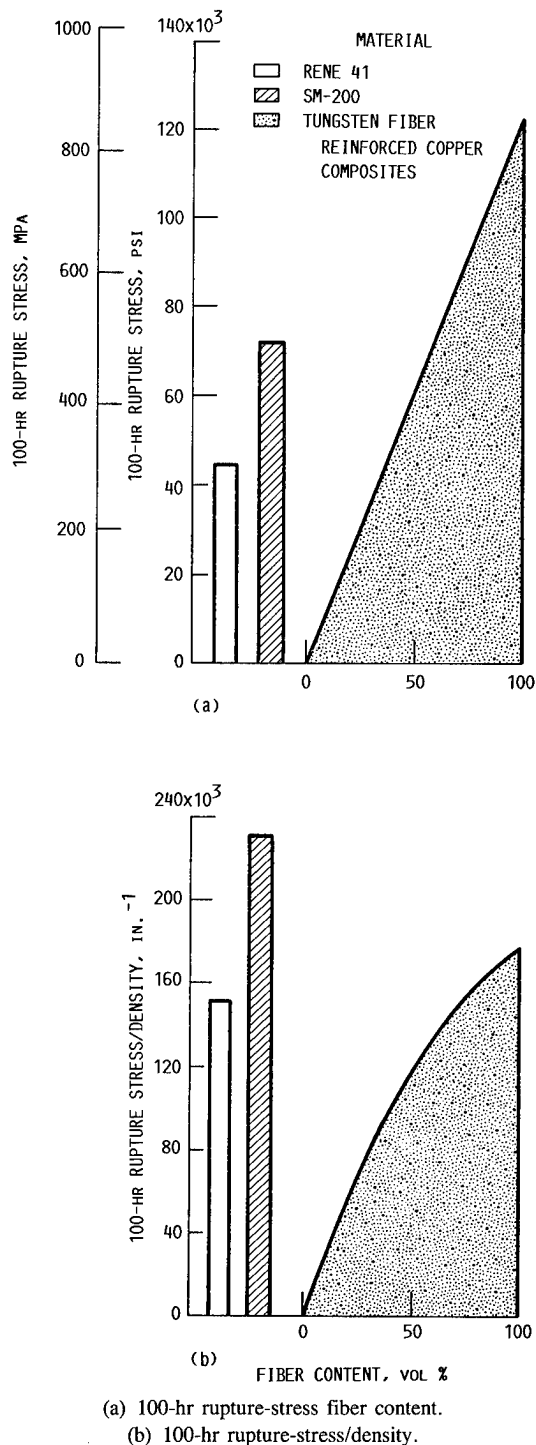 MATERIAL
RENE 41
SM-200
TUNGSTEN FIBER
REINFORCED COPPER
COMPOSITES
100-HR RUPTURE STRESS, MPA
1000
800
600
400
200
0
100-HR RUPTURE STRESS, PSI
140x10³
120
100
80
60
40
20
0
0
50
100
(a)
100-HR RUPTURE STRESS/DENSITY, IN.⁻¹
240x10³
200
160
120
80
40
0
0
50
100
(b)
FIBER CONTENT, VOL %
(a) 100-hr rupture-stress fiber content.
(b) 100-hr rupture-stress/density.